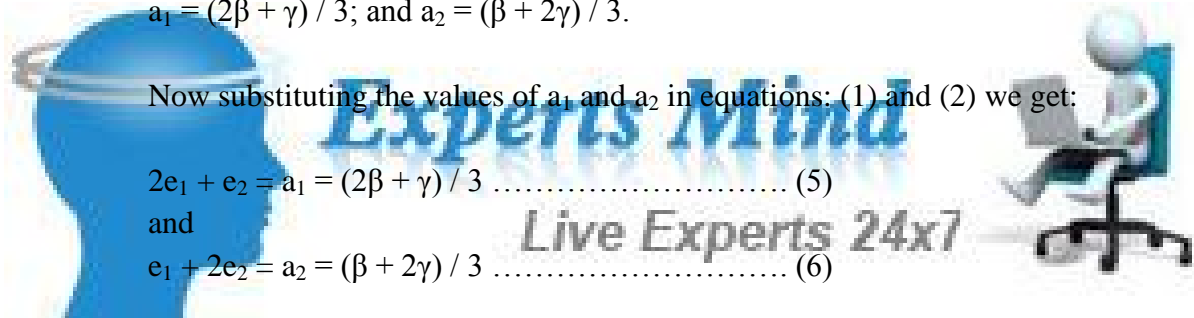 a₁ = (2β + γ) / 3; and a₂ = (β + 2γ) / 3.
Now substituting the values of a₁ and a₂ in equations: (1) and (2) we get:
Experts Mind
2e₁ + e₂ = a₁ = (2β + γ) / 3 ………………………. (5)
and
Live Experts 24x7
e₁ + 2e₂ = a₂ = (β + 2γ) / 3 ………………………. (6)